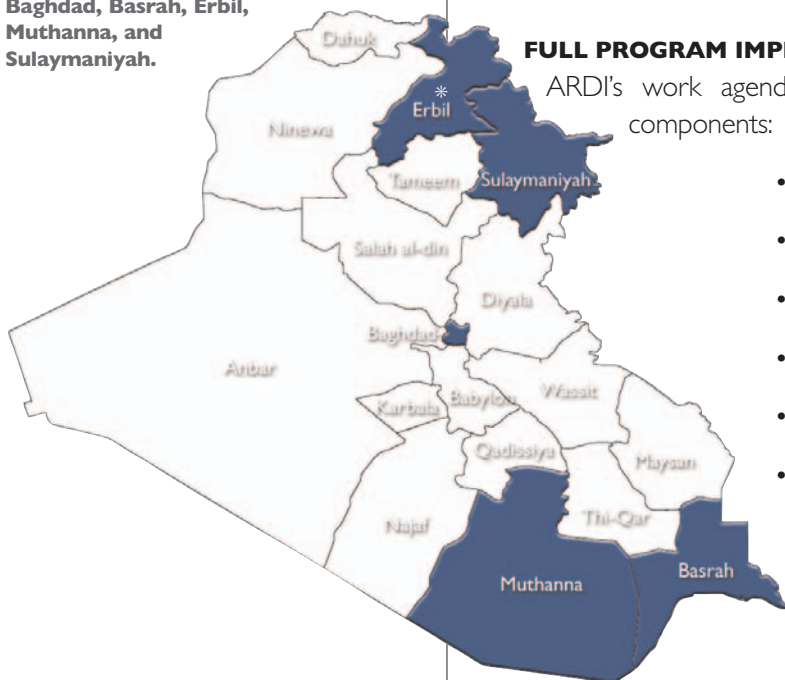 Baghdad, Basrah, Erbil,
Muthanna, and
Sulaymaniyah.
FULL PROGRAM IMP
ARDI's work agend
components:
•
•
•
•
•
•
Dahuk
*
Erbil
Ninewa
Tameem
Sulaymaniyah
Salah al-din
Diyala
Baghdad
Anbar
Babylon
Wassit
Karbala
Qadissiya
Maysan
Najaf
Thi-Qar
Muthanna
Basrah